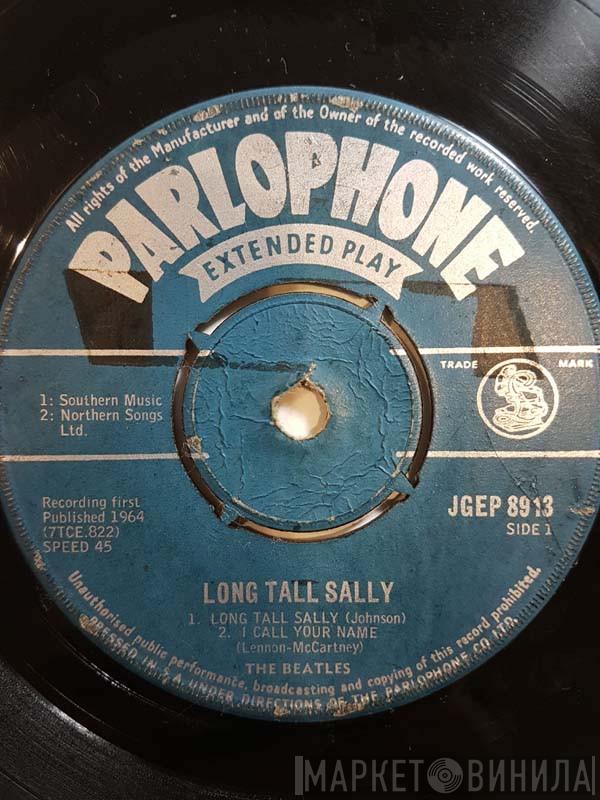 All rights of the Manufacturer and of the Owner of the recorded work reserved.
PARLOPHONE
EXTENDED PLAY
TRADE MARK
1: Southern Music
2: Northern Songs
Ltd.
Recording first
Published 1964
(7TCE.822)
SPEED 45
JGEP 8913
SIDE 1
LONG TALL SALLY
1. LONG TALL SALLY (Johnson)
2. I CALL YOUR NAME
(Lennon-McCartney)
THE BEATLES
Unauthorised public performance, broadcasting and copying of this record prohibited.
PRESSED IN S.A. UNDER DIRECTIONS OF THE PARLOPHONE CO. LTD.
МАРКЕТ ВИНИЛА